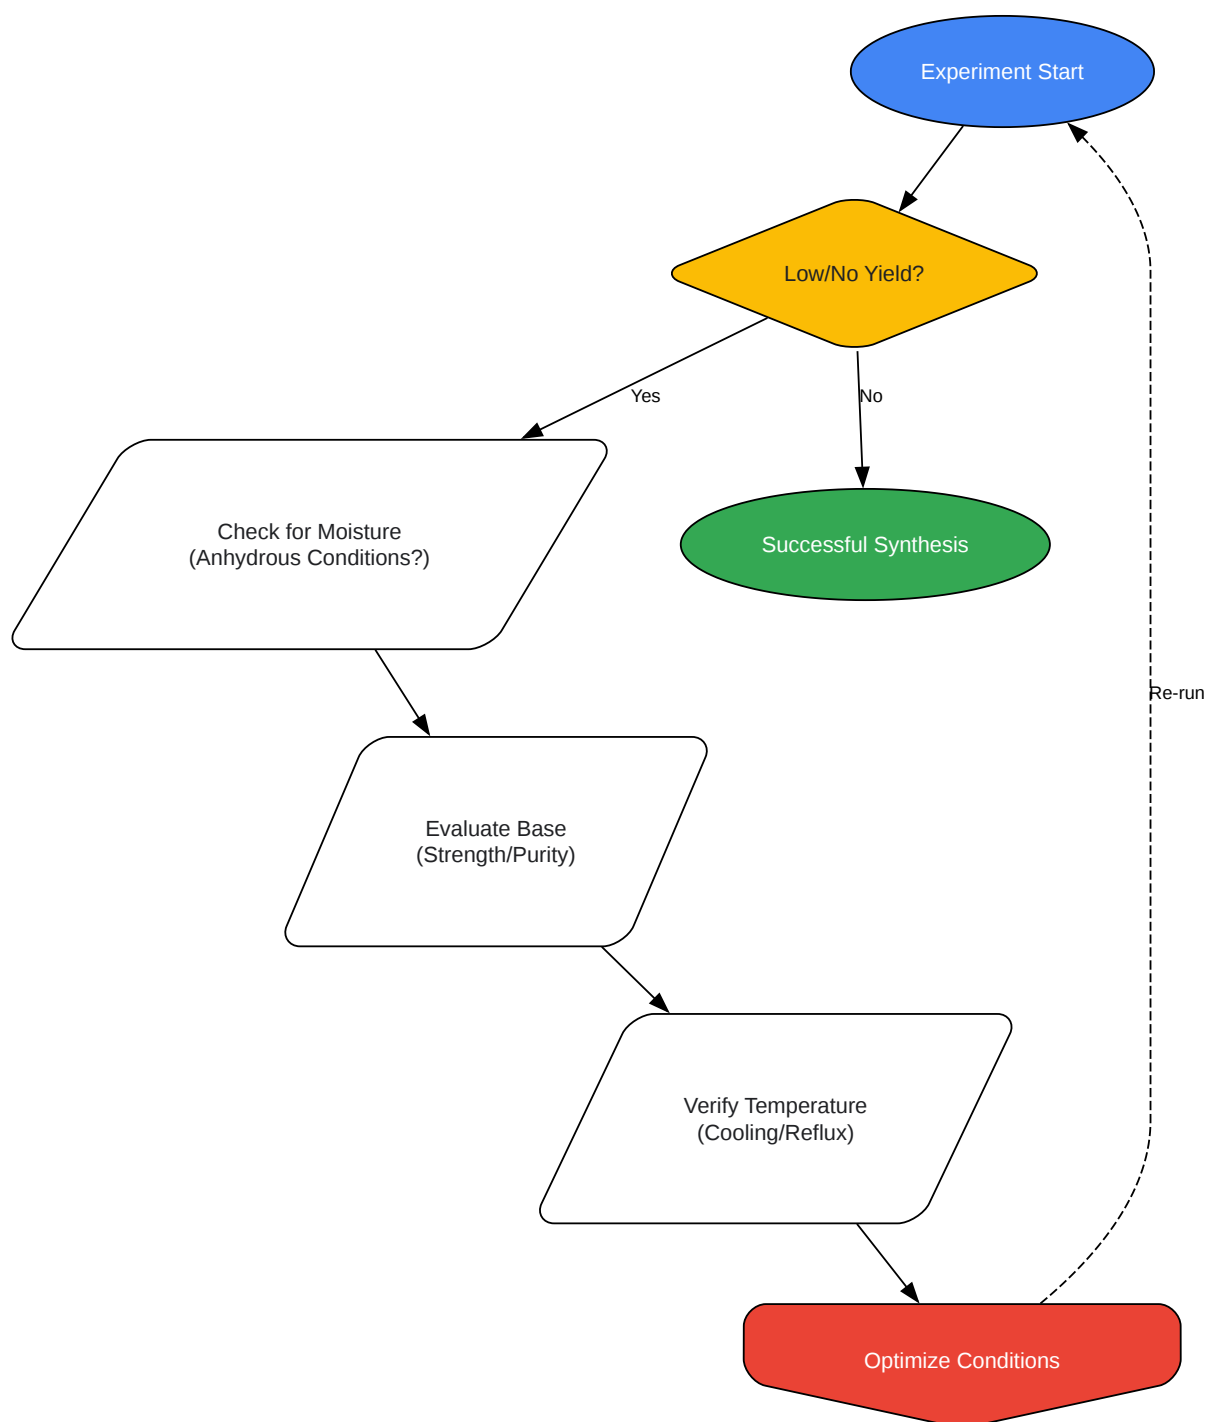 Experiment Start
Low/No Yield?
Yes
No
Check for Moisture
(Anhydrous Conditions?)
Successful Synthesis
Re-run
Evaluate Base
(Strength/Purity)
Verify Temperature
(Cooling/Reflux)
Optimize Conditions